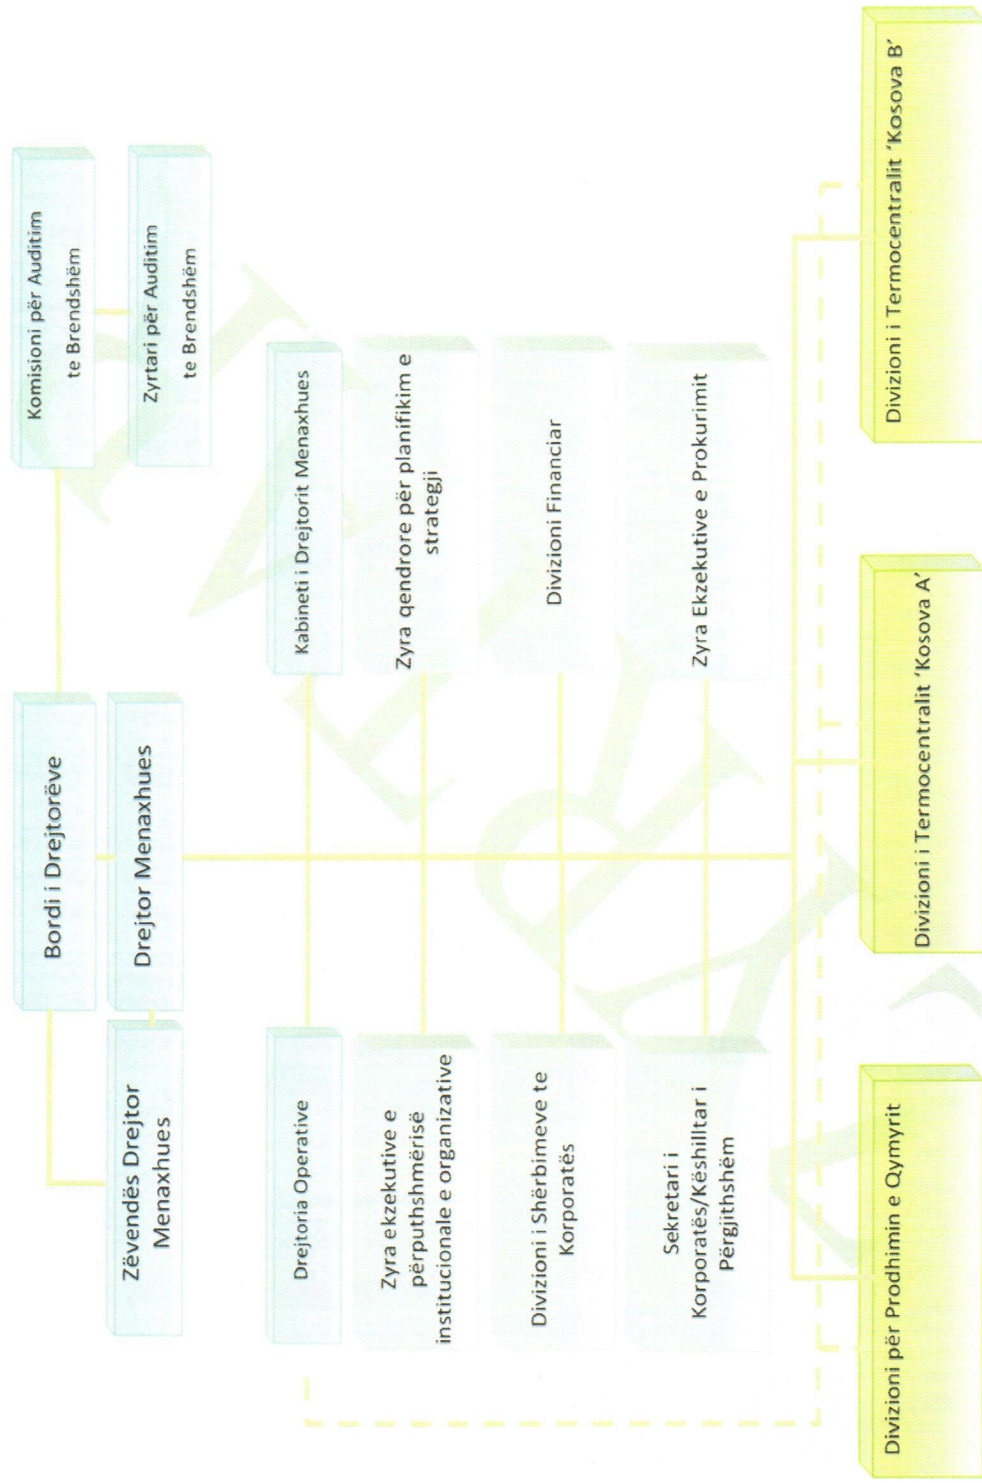 Bordi i Drejtorëve
Komisioni për Auditim
te Brendshëm
Zëvendës Drejtor
Menaxhues
Drejtor Menaxhues
Zyrtari për Auditim
te Brendshëm
Drejtoria Operative
Kabineti i Drejtorit Menaxhues
Zyra ekzekutive e
përputhshmërisë
institucionale e organizative
Zyra qendrore për planifikim e
strategji
Divizioni i Shërbimeve te
Korporatës
Divizioni Financiar
Sekretari i
Korporatës/Këshilltar i
Përgjithshëm
Zyra Ekzekutive e Prokurimit
Divizioni për Prodhimin e Qymyrit
Divizioni i Termocentralit ‘Kosova A’
Divizioni i Termocentralit ‘Kosova B’